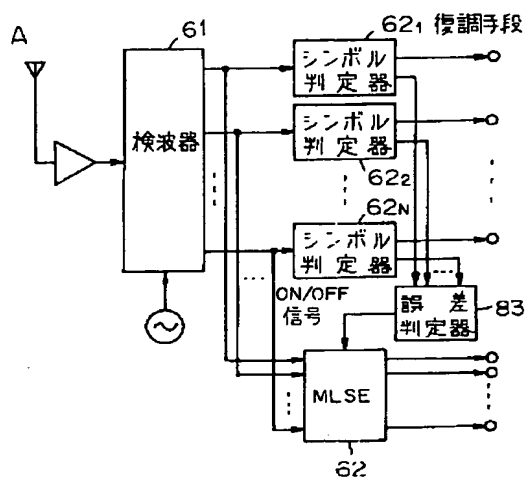 A
61
検波器
62₁ 復調手段
シンボル
判定器
シンボル
判定器
62₂
62N
シンボル
判定器
ON/OFF
信号
誤差
判定器
83
MLSE
62